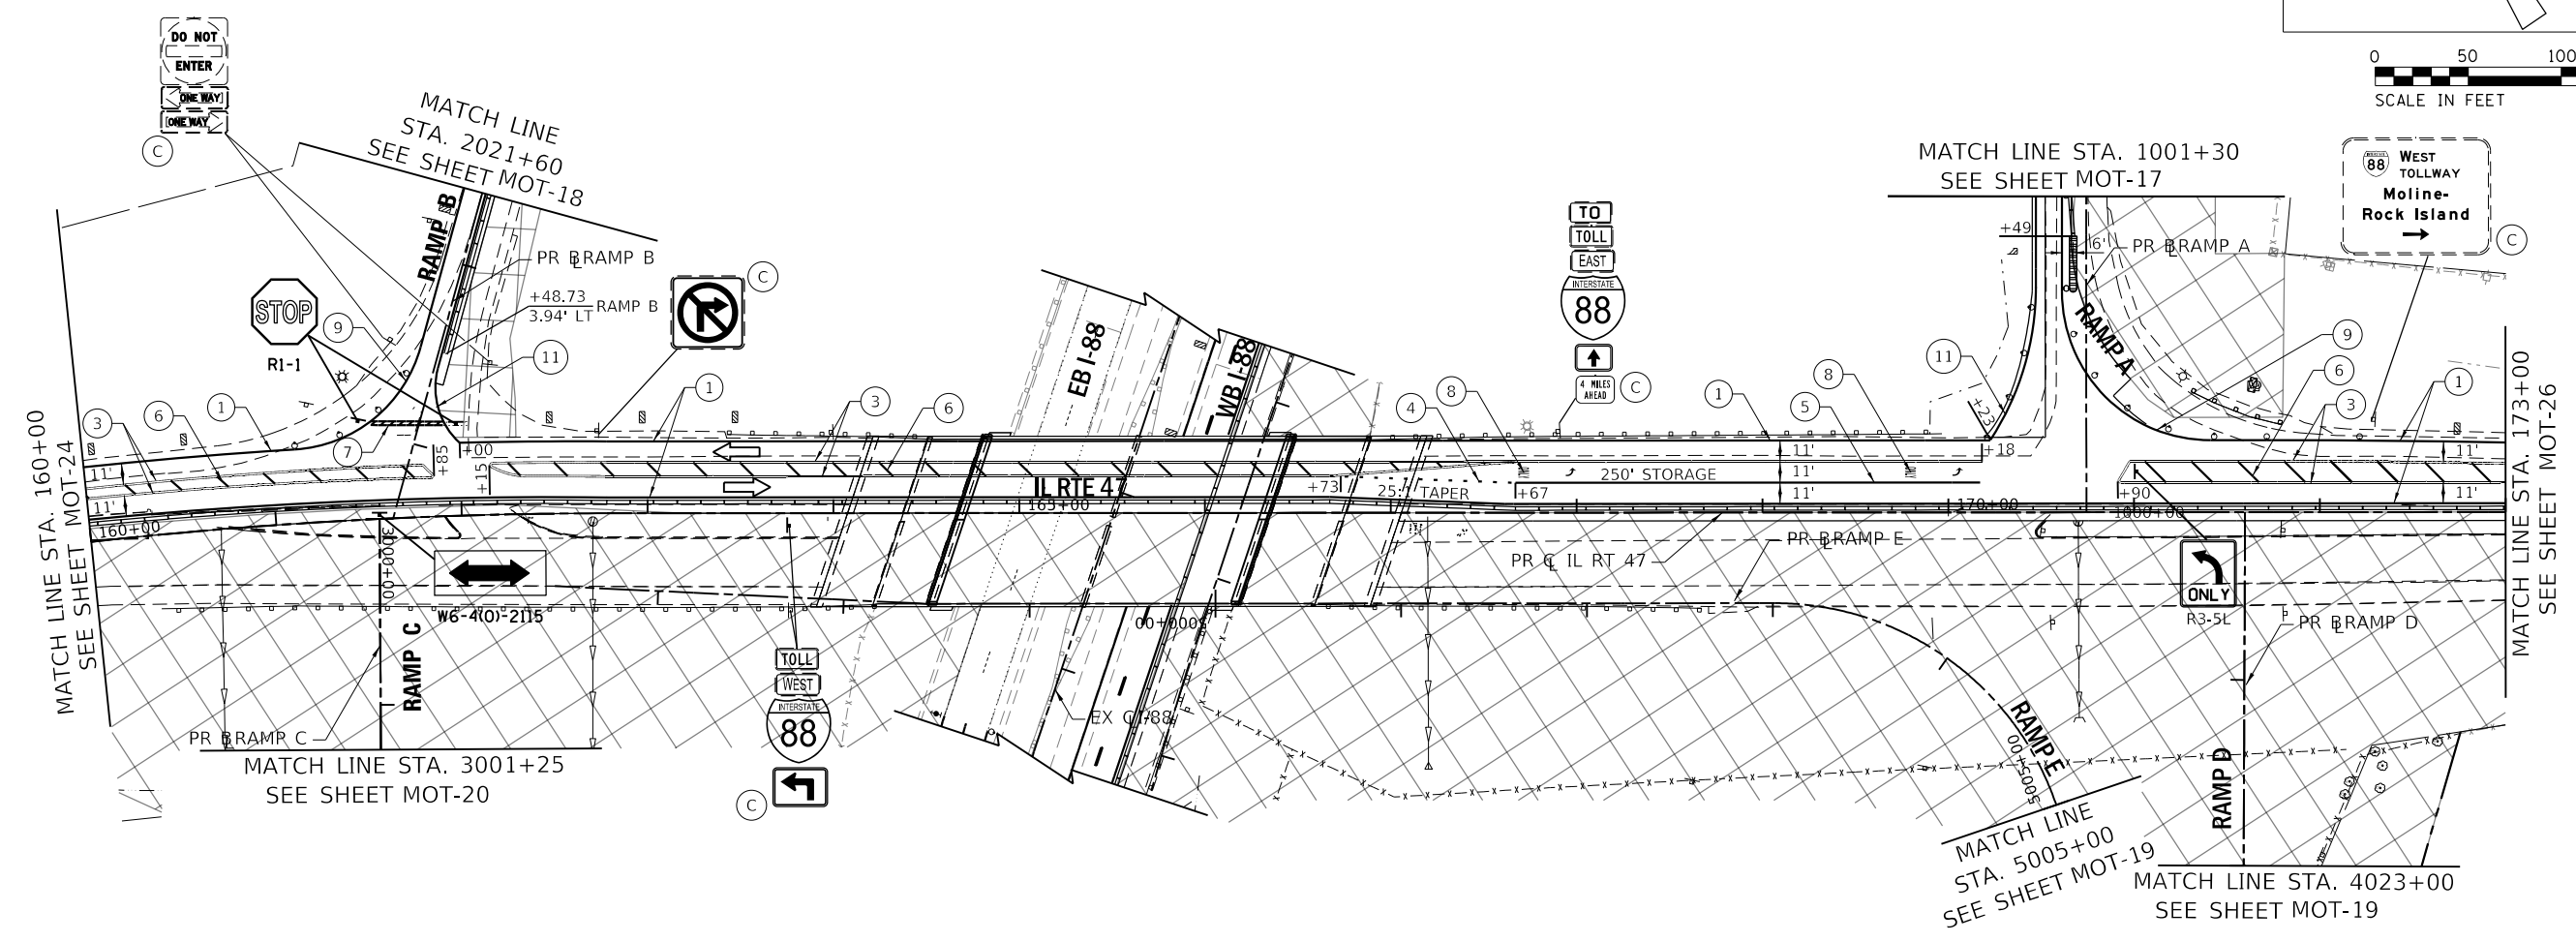 0 50 100
SCALE IN FEET
DO NOT
ENTER
ONE WAY
ONE WAY
C
MATCH LINE
STA. 2021+60
SEE SHEET MOT-18
RAMP B
PR BRAMP B
+48.73
3.94' LT
RAMP B
STOP
R1-1
9
11
C
1
3
6
1
7
+85
+00
+15
3
6
11'
11'
160+00
MATCH LINE STA. 160+00
SEE SHEET MOT-24
3000+00
W6-4(O)-2115
RAMP C
PR BRAMP C
MATCH LINE STA. 3001+25
SEE SHEET MOT-20
TOLL
WEST
INTERSTATE
88
C
EB I-88
WB I-88
IL RTE 47
165+00
EX C I-88
TO
TOLL
EAST
INTERSTATE
88
4 MILES
AHEAD
C
8
4
1
5
8
11
+73
25:1 TAPER
+67
250' STORAGE
11'
11'
11'
+18
+23
+49
6'
MATCH LINE STA. 1001+30
SEE SHEET MOT-17
PR BRAMP A
RAMP A
88
WEST
TOLLWAY
Moline-
Rock Island
C
9
6
3
1
11'
11'
+90
170+00
1000+00
PR ℄ IL RT 47
PR BRAMP E
ONLY
R3-5L
PR BRAMP D
RAMP E
5005+00
RAMP D
MATCH LINE
STA. 5005+00
SEE SHEET MOT-19
MATCH LINE STA. 4023+00
SEE SHEET MOT-19
MATCH LINE STA. 173+00
SEE SHEET MOT-26